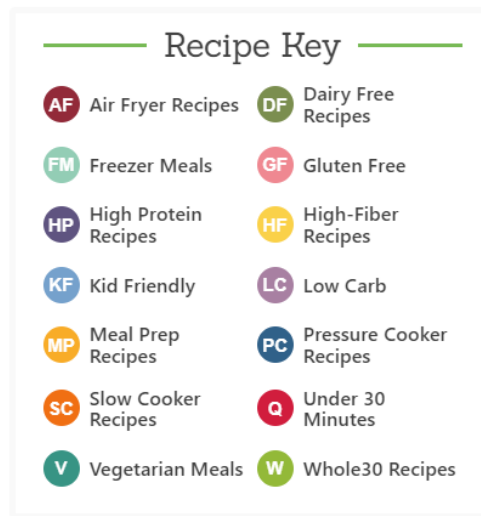 Recipe Key
AF Air Fryer Recipes
DF Dairy Free
Recipes
FM Freezer Meals
GF Gluten Free
HP High Protein
Recipes
HF High-Fiber
Recipes
KF Kid Friendly
LC Low Carb
MP Meal Prep
Recipes
PC Pressure Cooker
Recipes
SC Slow Cooker
Recipes
Q Under 30
Minutes
V Vegetarian Meals
W Whole30 Recipes